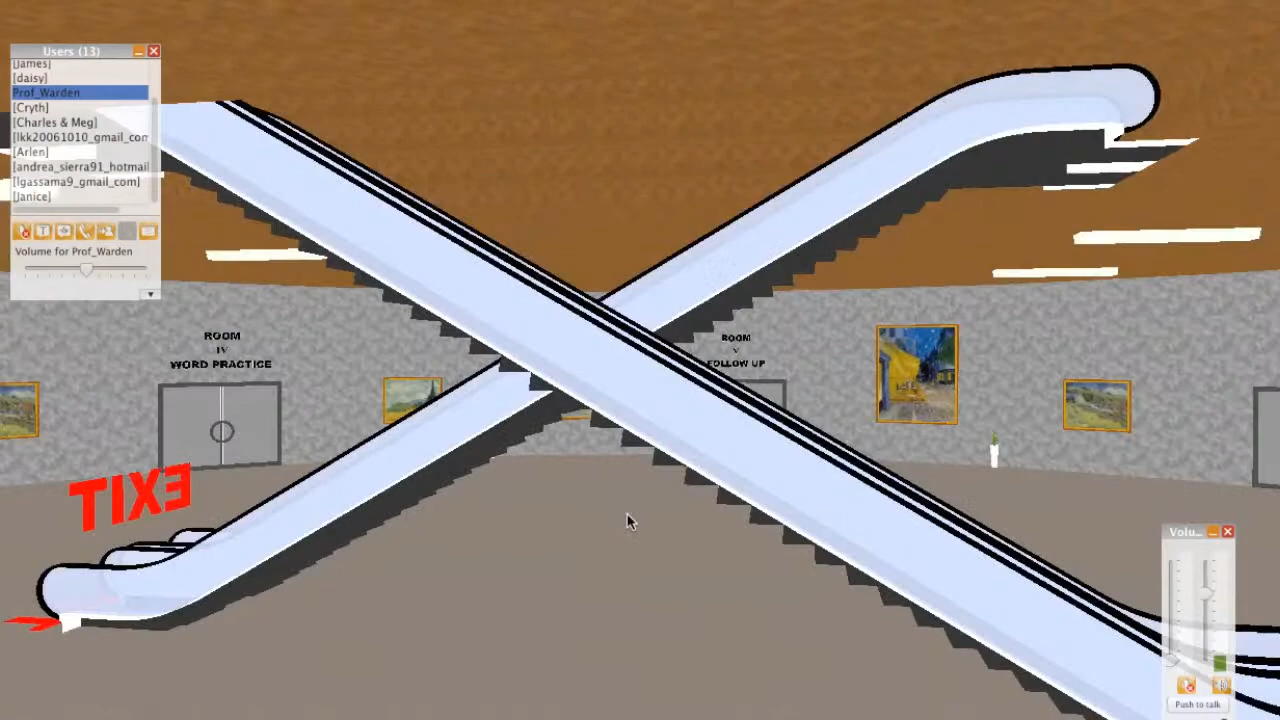 Users (13)
[James]
[daisy]
Prof_Warden
[Cryth]
[Charles & Meg]
[lkk20061010_gmail_com
[Arlen]
[andrea_sierra91_hotmail
[lgassama9_gmail_com]
[Janice]
Volume for Prof_Warden
ROOM
IV
WORD PRACTICE
ROOM
V
FOLLOW UP
EXIT
Volu...
Push to talk